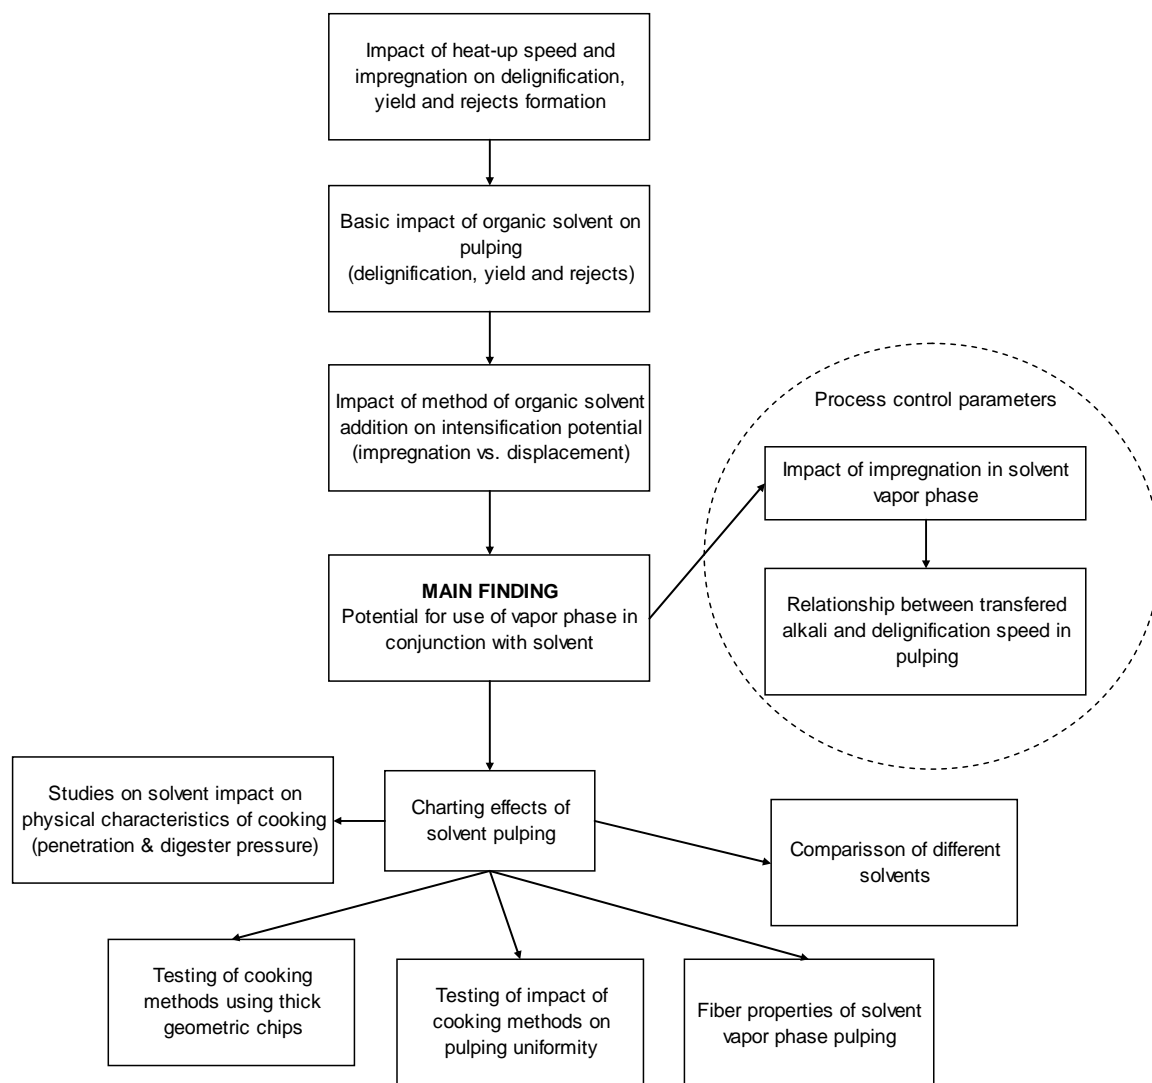 Impact of heat-up speed and
impregnation on delignification,
yield and rejects formation
Basic impact of organic solvent on
pulping
(delignification, yield and rejects)
Impact of method of organic solvent
addition on intensification potential
(impregnation vs. displacement)
Process control parameters
Impact of impregnation in solvent
vapor phase
MAIN FINDING
Potential for use of vapor phase in
conjunction with solvent
Relationship between transfered
alkali and delignification speed in
pulping
Studies on solvent impact on
physical characteristics of cooking
(penetration & digester pressure)
Charting effects of
solvent pulping
Comparisson of different
solvents
Testing of cooking
methods using thick
geometric chips
Testing of impact of
cooking methods on
pulping uniformity
Fiber properties of solvent
vapor phase pulping